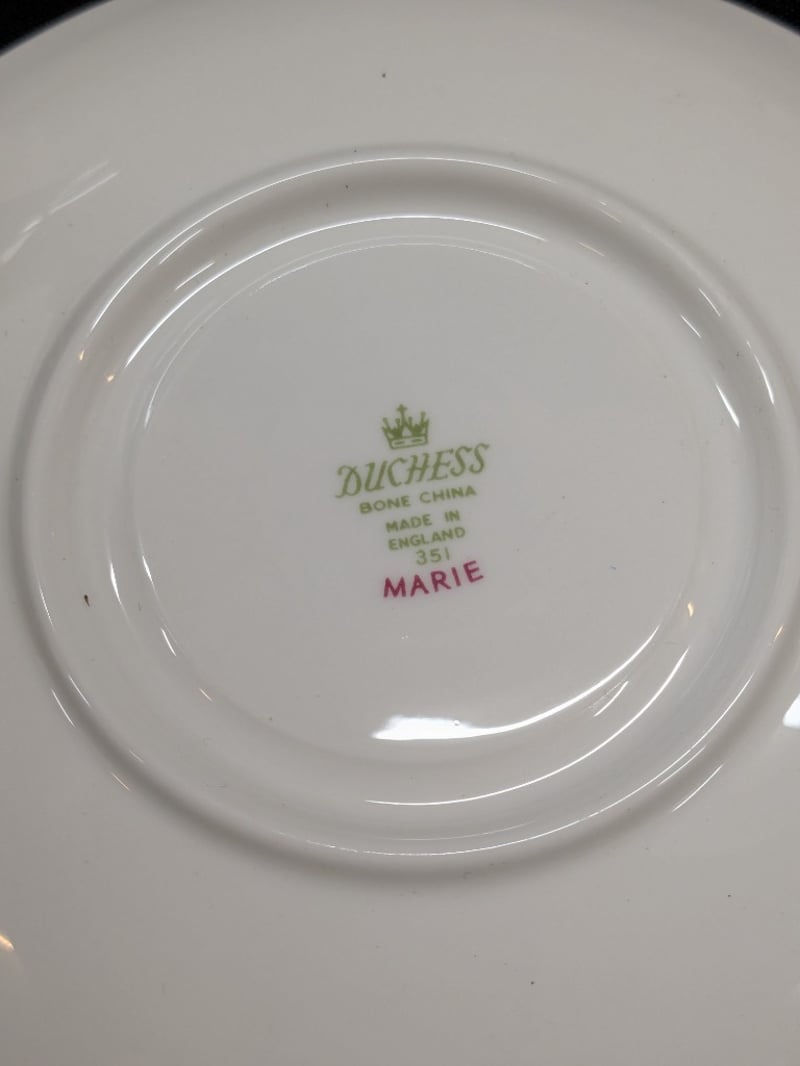 DUCHESS
BONE CHINA
MADE IN
ENGLAND
351
MARIE